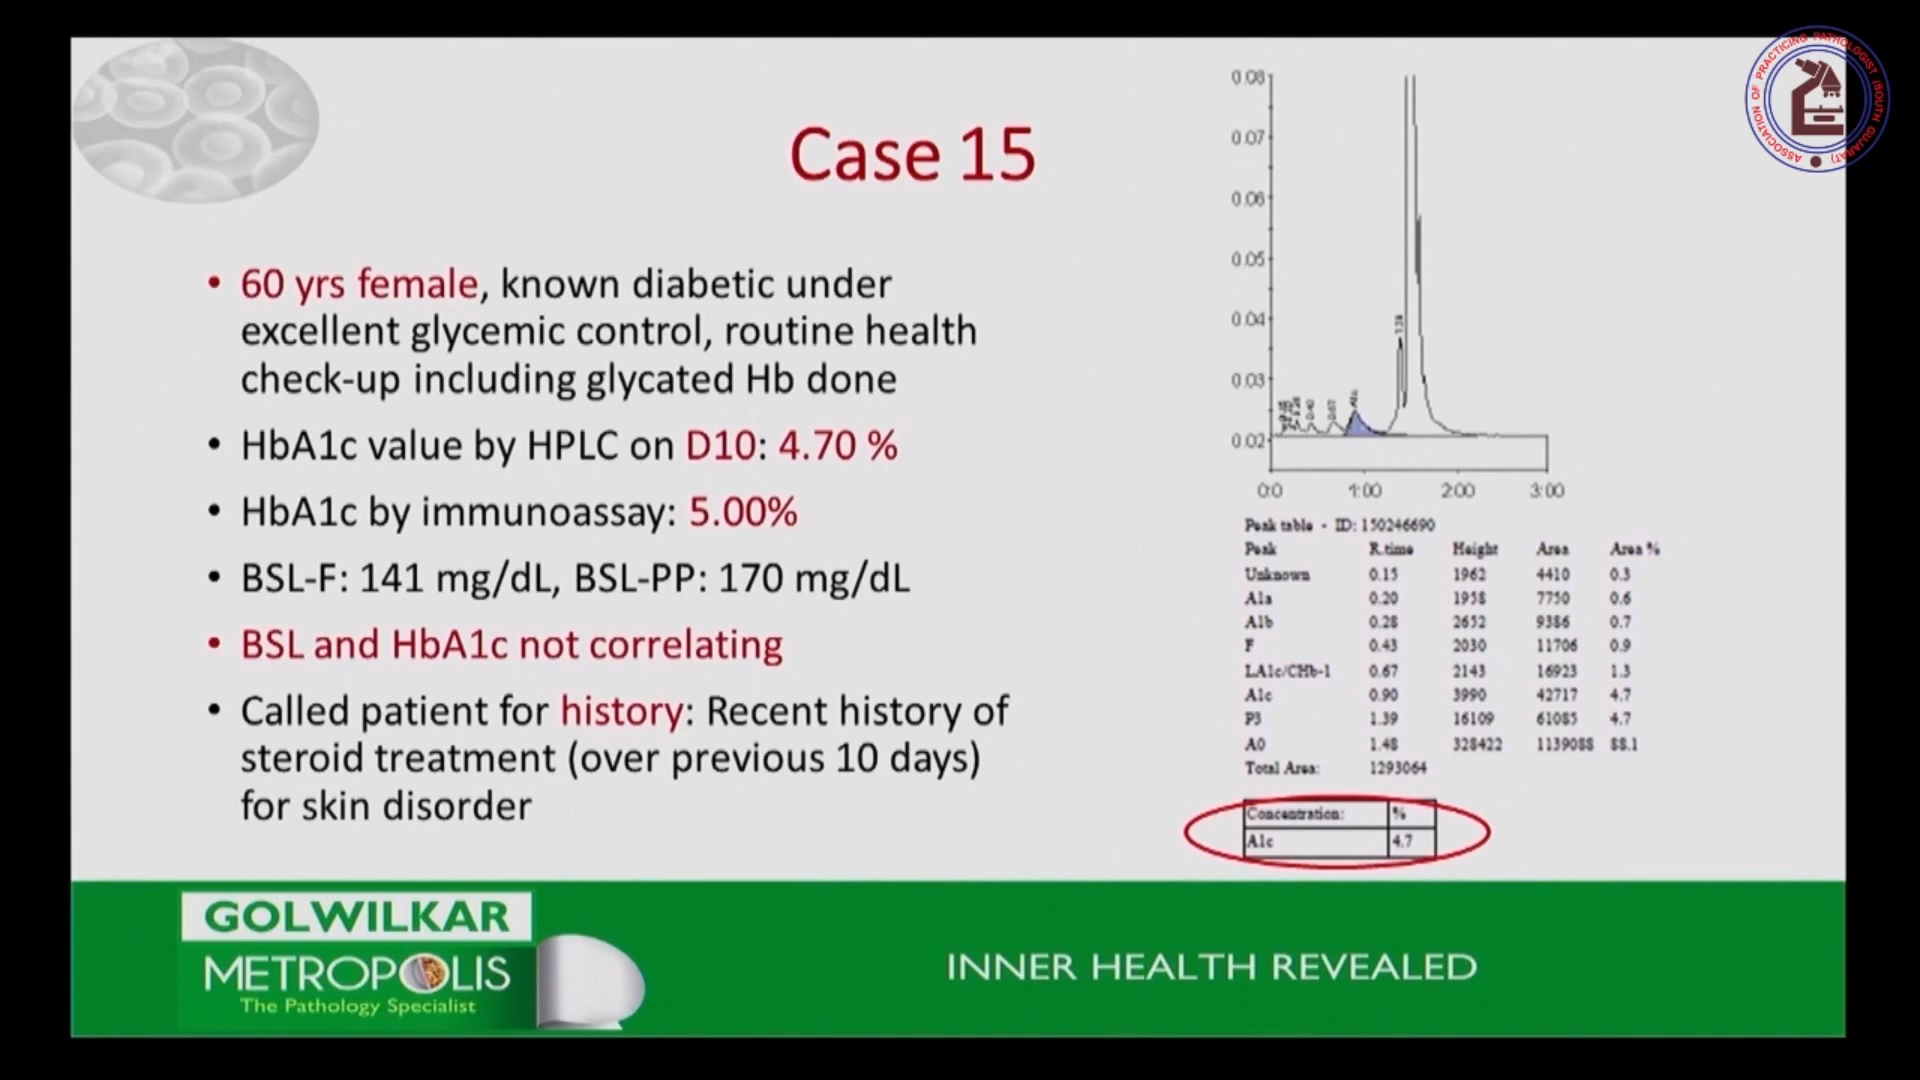 ASSOCIATION OF PRACTICING PATHOLOGIST (SOUTH GUJARAT)
Case 15
• 60 yrs female, known diabetic under
excellent glycemic control, routine health
check-up including glycated Hb done
• HbA1c value by HPLC on D10: 4.70 %
• HbA1c by immunoassay: 5.00%
• BSL-F: 141 mg/dL, BSL-PP: 170 mg/dL
• BSL and HbA1c not correlating
• Called patient for history: Recent history of
steroid treatment (over previous 10 days)
for skin disorder
0.08
0.07
0.06
0.05
0.04
0.03
0.02
0:0 1:00 2:00 3:00
Peak table - ID: 150246690
Peak R.time Height Area Area %
Unknown 0.15 1962 4410 0.3
A1a 0.20 1958 7750 0.6
A1b 0.28 2652 9386 0.7
F 0.43 2030 11706 0.9
LA1c/CHb-1 0.67 2143 16923 1.3
A1c 0.90 3990 42717 4.7
P3 1.39 16109 61085 4.7
A0 1.48 328422 1139088 88.1
Total Area: 1293064
Concentration: %
A1c 4.7
GOLWILKAR
METROPOLIS
The Pathology Specialist
INNER HEALTH REVEALED